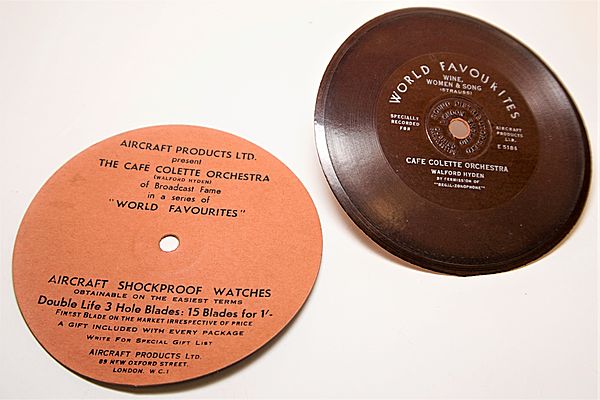 AIRCRAFT PRODUCTS LTD.
present
THE CAFE COLETTE ORCHESTRA
(WALFORD HYDEN)
of Broadcast Fame
in a series of
"WORLD FAVOURITES"
AIRCRAFT SHOCKPROOF WATCHES
OBTAINABLE ON THE EASIEST TERMS
Double Life 3 Hole Blades: 15 Blades for 1/-
FINEST BLADE ON THE MARKET IRRESPECTIVE OF PRICE
A GIFT INCLUDED WITH EVERY PACKAGE
WRITE FOR SPECIAL GIFT LIST
AIRCRAFT PRODUCTS LTD.
89 NEW OXFORD STREET,
LONDON, W.C.1
WORLD FAVOURITES
WINE,
WOMEN & SONG
(STRAUSS)
SPECIALLY
RECORDED
FOR
AIRCRAFT
PRODUCTS
LTD.
E 5186
CAFE COLETTE ORCHESTRA
WALFORD HYDEN
BY PERMISSION OF
"REGAL-ZONOPHONE"